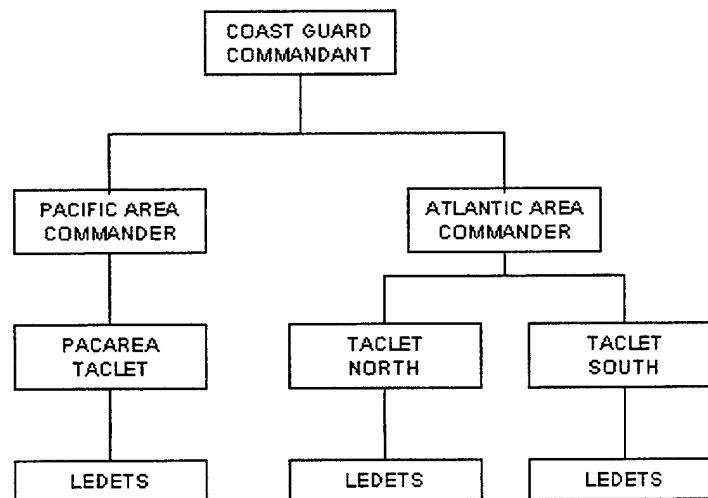 COAST GUARD
COMMANDANT
PACIFIC AREA
COMMANDER
ATLANTIC AREA
COMMANDER
PACAREA
TACLET
TACLET
NORTH
TACLET
SOUTH
LEDETS
LEDETS
LEDETS